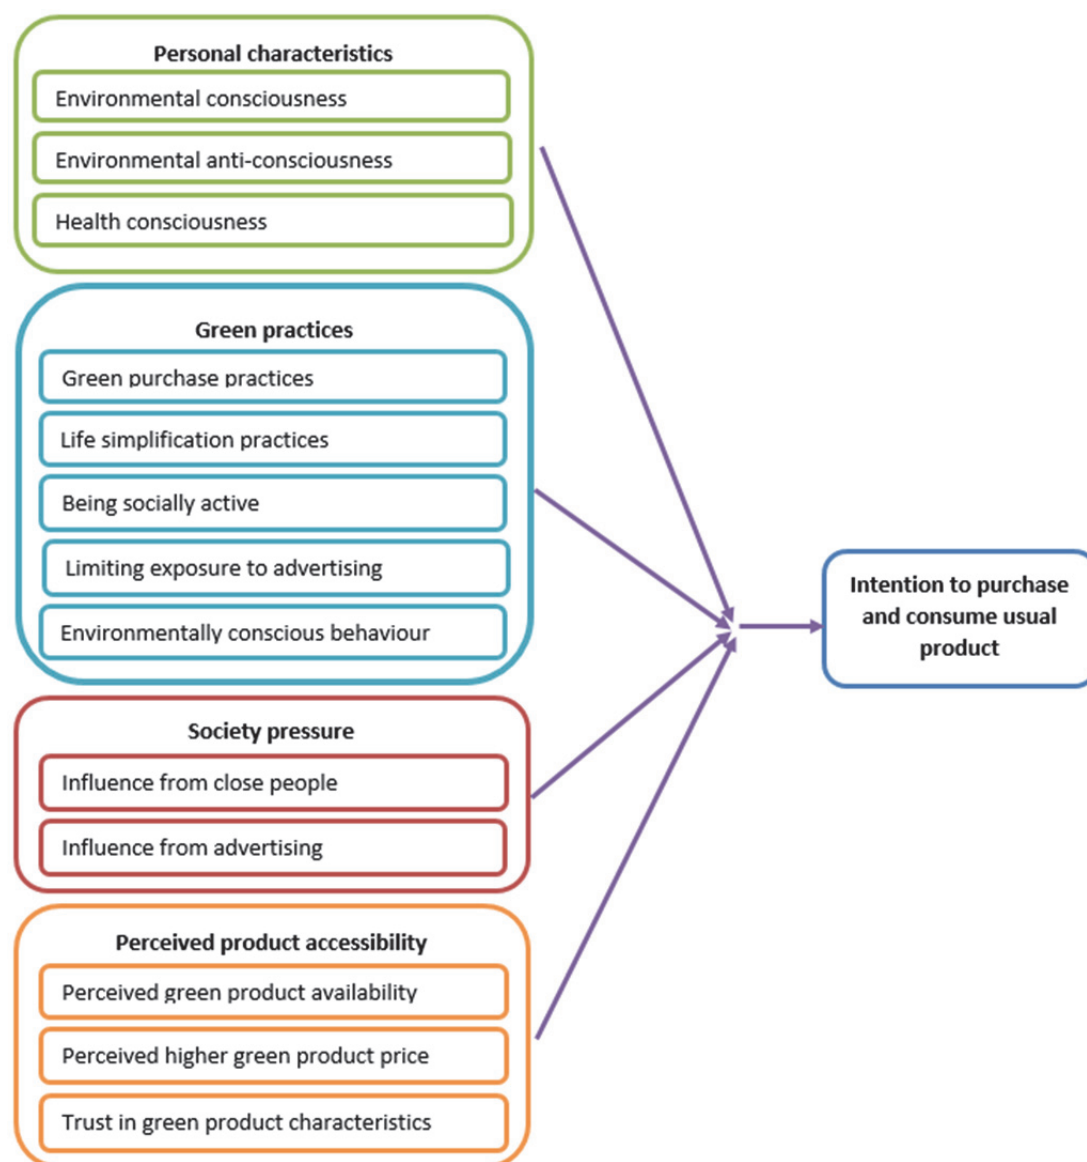 Personal characteristics
Environmental consciousness
Environmental anti-consciousness
Health consciousness
Green practices
Green purchase practices
Life simplification practices
Being socially active
Limiting exposure to advertising
Environmentally conscious behaviour
Society pressure
Influence from close people
Influence from advertising
Perceived product accessibility
Perceived green product availability
Perceived higher green product price
Trust in green product characteristics
Intention to purchase
and consume usual
product